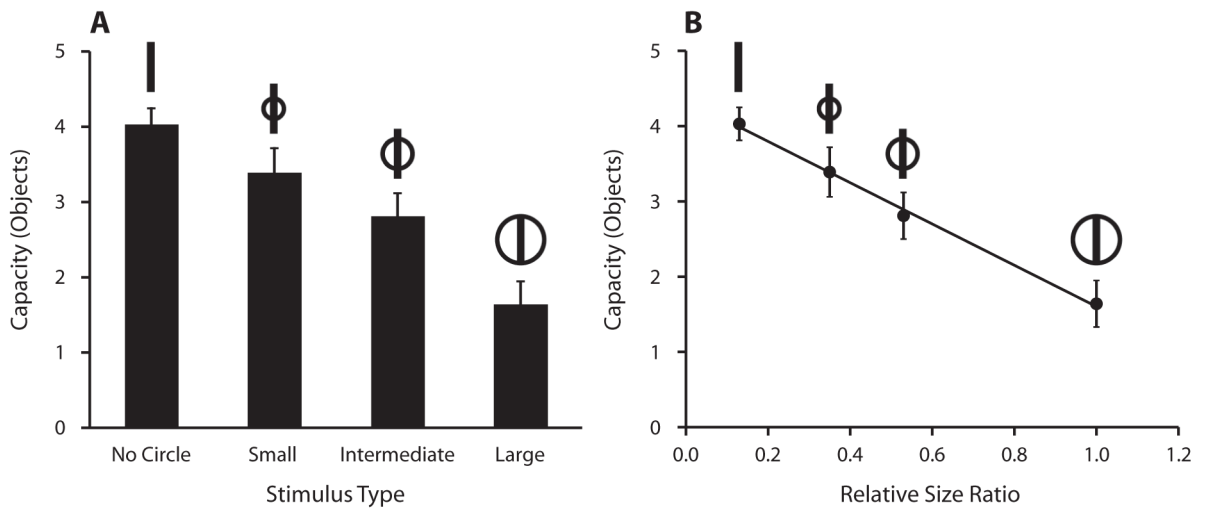 A
5
4
3
2
1
0
Capacity (Objects)
No Circle Small Intermediate Large
Stimulus Type
B
5
4
3
2
1
0
Capacity (Objects)
0.0 0.2 0.4 0.6 0.8 1.0 1.2
Relative Size Ratio